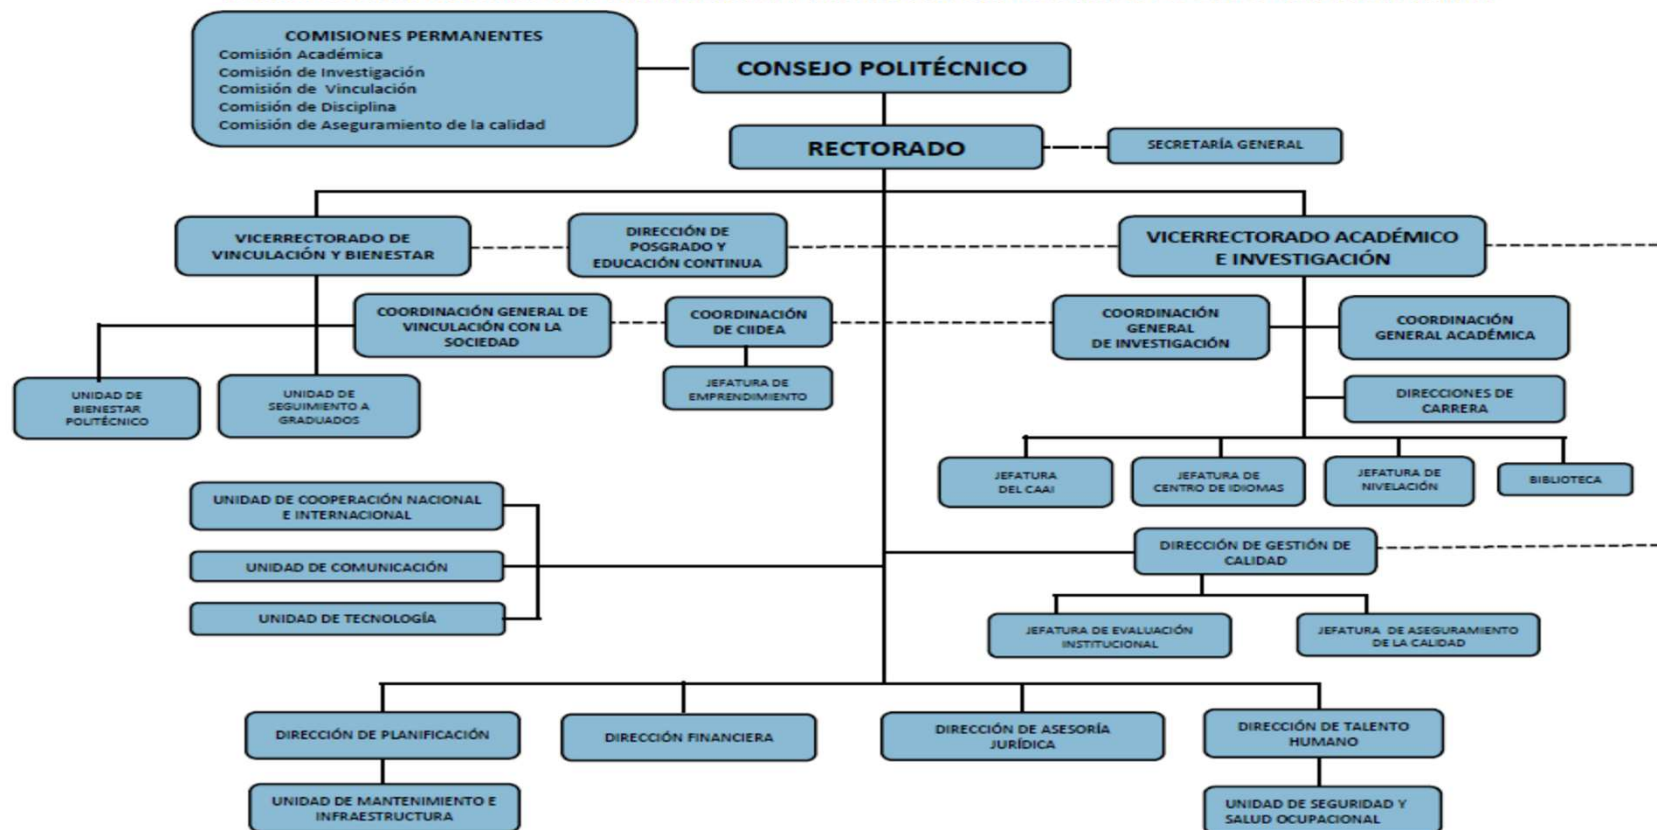 COMISIONES PERMANENTES
Comisión Académica
Comisión de Investigación
Comisión de Vinculación
Comisión de Disciplina
Comisión de Aseguramiento de la calidad
CONSEJO POLITÉCNICO
RECTORADO
SECRETARÍA GENERAL
VICERRECTORADO DE
VINCULACIÓN Y BIENESTAR
DIRECCIÓN DE
POSGRADO Y
EDUCACIÓN CONTINUA
VICERRECTORADO ACADÉMICO
E INVESTIGACIÓN
COORDINACIÓN GENERAL DE
VINCULACIÓN CON LA
SOCIEDAD
COORDINACIÓN
DE CIIDEA
COORDINACIÓN
GENERAL
DE INVESTIGACIÓN
COORDINACIÓN
GENERAL ACADÉMICA
UNIDAD DE
BIENESTAR
POLITÉCNICO
UNIDAD DE
SEGUIMIENTO A
GRADUADOS
JEFATURA DE
EMPRENDIMIENTO
DIRECCIONES DE
CARRERA
JEFATURA
DEL CAAI
JEFATURA DE
CENTRO DE IDIOMAS
JEFATURA DE
NIVELACIÓN
BIBLIOTECA
UNIDAD DE COOPERACIÓN NACIONAL
E INTERNACIONAL
UNIDAD DE COMUNICACIÓN
UNIDAD DE TECNOLOGÍA
DIRECCIÓN DE GESTIÓN DE
CALIDAD
JEFATURA DE EVALUACIÓN
INSTITUCIONAL
JEFATURA DE ASEGURAMIENTO
DE LA CALIDAD
DIRECCIÓN DE PLANIFICACIÓN
DIRECCIÓN FINANCIERA
DIRECCIÓN DE ASESORÍA
JURÍDICA
DIRECCIÓN DE TALENTO
HUMANO
UNIDAD DE MANTENIMIENTO E
INFRAESTRUCTURA
UNIDAD DE SEGURIDAD Y
SALUD OCUPACIONAL